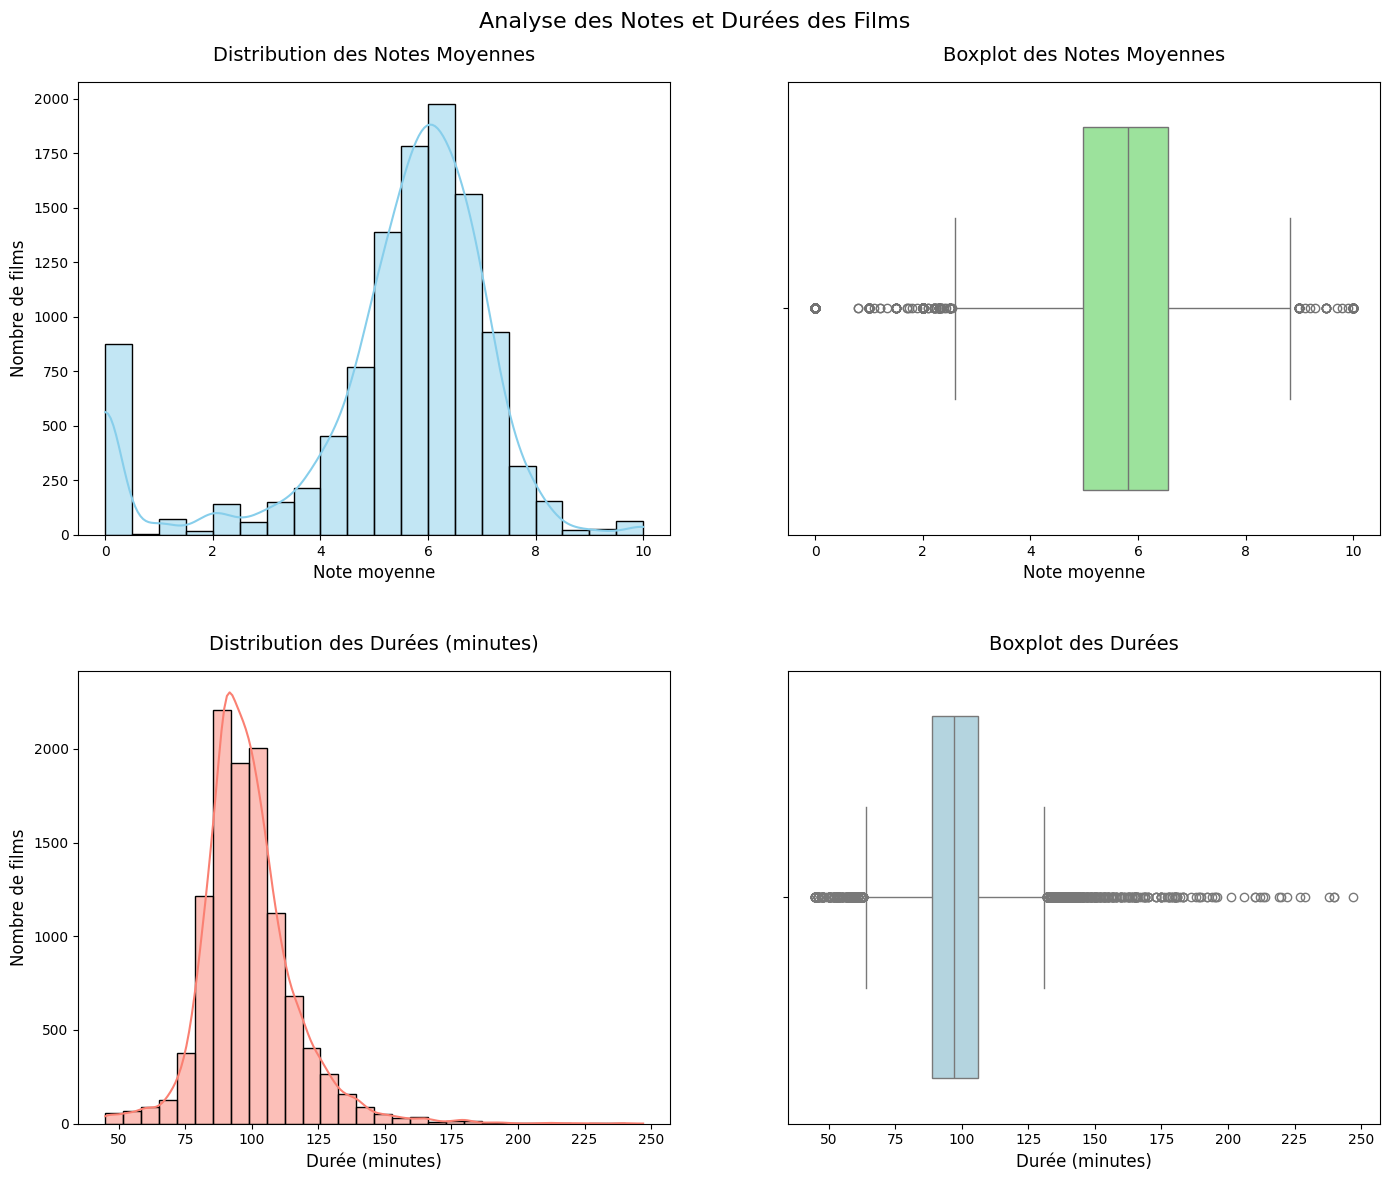 Analyse des Notes et Durées des Films
Distribution des Notes Moyennes
2000
1750
1500
1250
1000
750
500
250
0
Nombre de films
0 2 4 6 8 10
Note moyenne
Boxplot des Notes Moyennes
0 2 4 6 8 10
Note moyenne
Distribution des Durées (minutes)
2000
1500
1000
500
0
Nombre de films
50 75 100 125 150 175 200 225 250
Durée (minutes)
Boxplot des Durées
50 75 100 125 150 175 200 225 250
Durée (minutes)